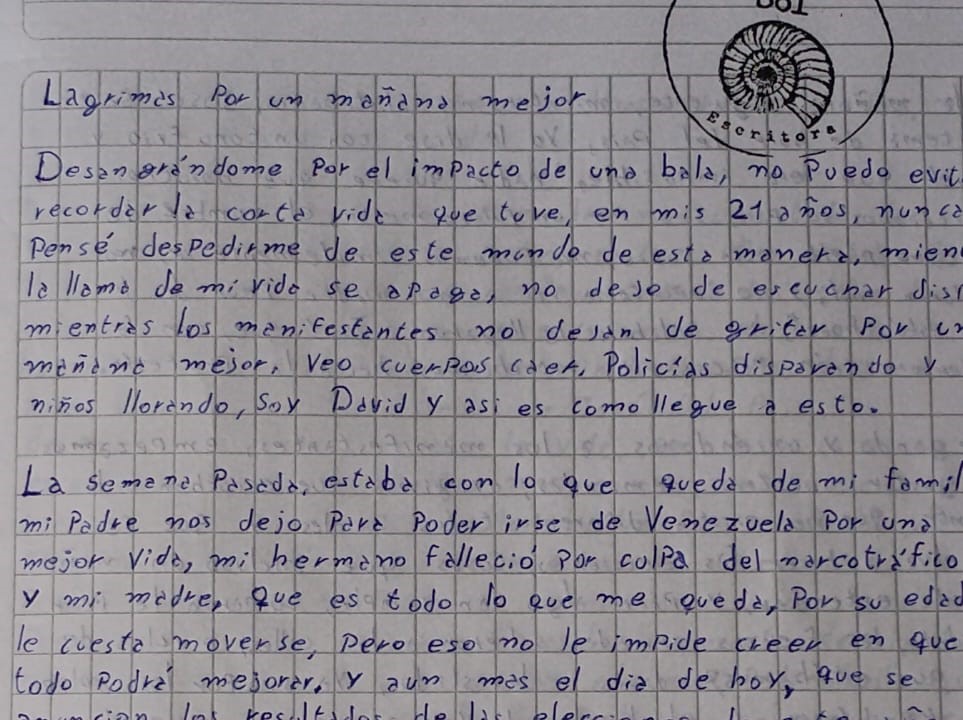 DOI
Escritora
Lagrimas Por un mañana mejor
Desangrándome Por el impacto de una bala, no Puedo evit
recordar la corta vida que tuve, en mis 21 años, nunca
Pensé despedirme de este mundo de esta manera, mien
la llama de mi vida se apaga, no dejo de escuchar dis
mientras los manifestantes no dejan de gritar Por un
mañana mejor, veo cuerpos caer, Policías disparando y
niños llorando, Soy David y asi es como llegue a esto.
La semana Pasada, estaba con lo que queda de mi famil
mi Padre nos dejo Para Poder irse de Venezuela Por una
mejor vida, mi hermano falleció Por culpa del narcotráfico
y mi madre, que es todo lo que me queda, Por su edad
le cuesta moverse, Pero eso no le impide creer en que
todo Podrá mejorar, y aun mas el dia de hoy, que se
los resultados de las